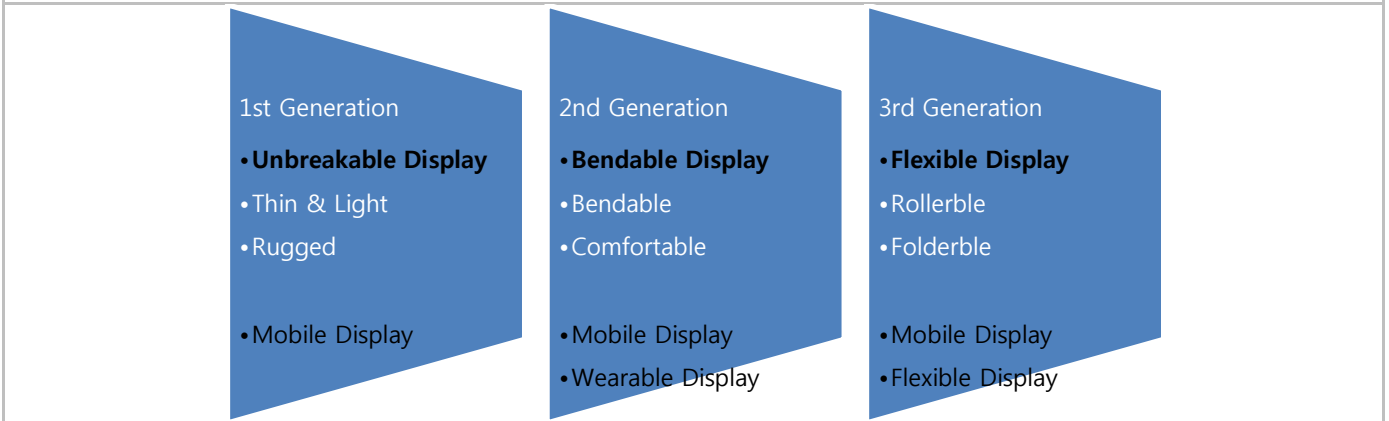 1st Generation
•Unbreakable Display
•Thin & Light
•Rugged
•Mobile Display
2nd Generation
•Bendable Display
•Bendable
•Comfortable
•Mobile Display
•Wearable Display
3rd Generation
•Flexible Display
•Rollerble
•Folderble
•Mobile Display
•Flexible Display